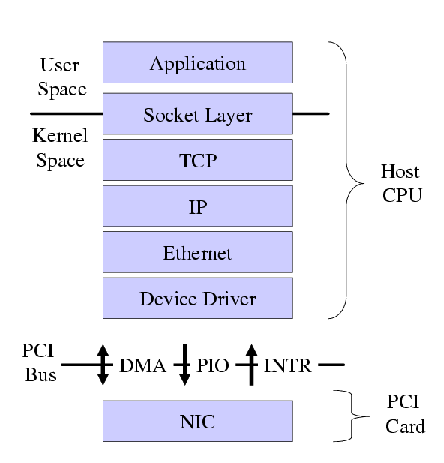 Application
User
Space
Socket Layer
Kernel
Space
TCP
Host
CPU
IP
Ethernet
Device Driver
PCI
Bus
DMA
PIO
INTR
NIC
PCI
Card